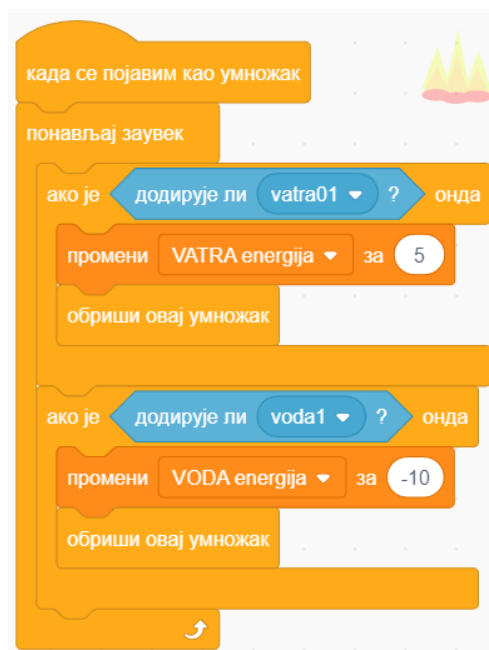 када се појавим као умножак
понављај заувек
ако је додирује ли vatra01 ? онда
промени VATRA energija за 5
обриши овај умножак
ако је додирује ли voda1 ? онда
промени VODA energija за -10
обриши овај умножак